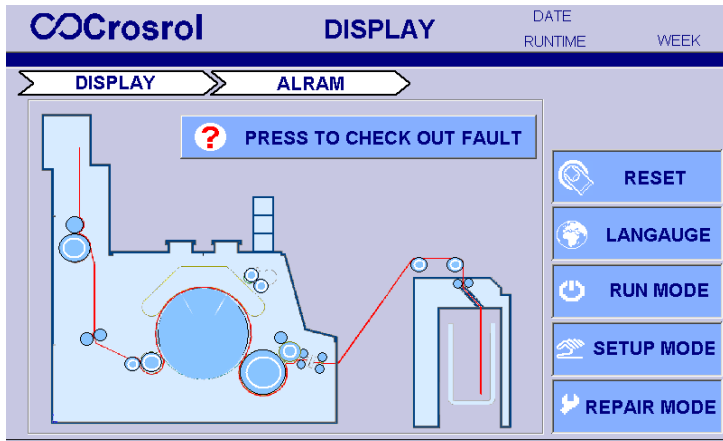 Crosrol
DISPLAY
DATE
RUNTIME WEEK
DISPLAY
ALRAM
? PRESS TO CHECK OUT FAULT
RESET
LANGAUGE
RUN MODE
SETUP MODE
REPAIR MODE